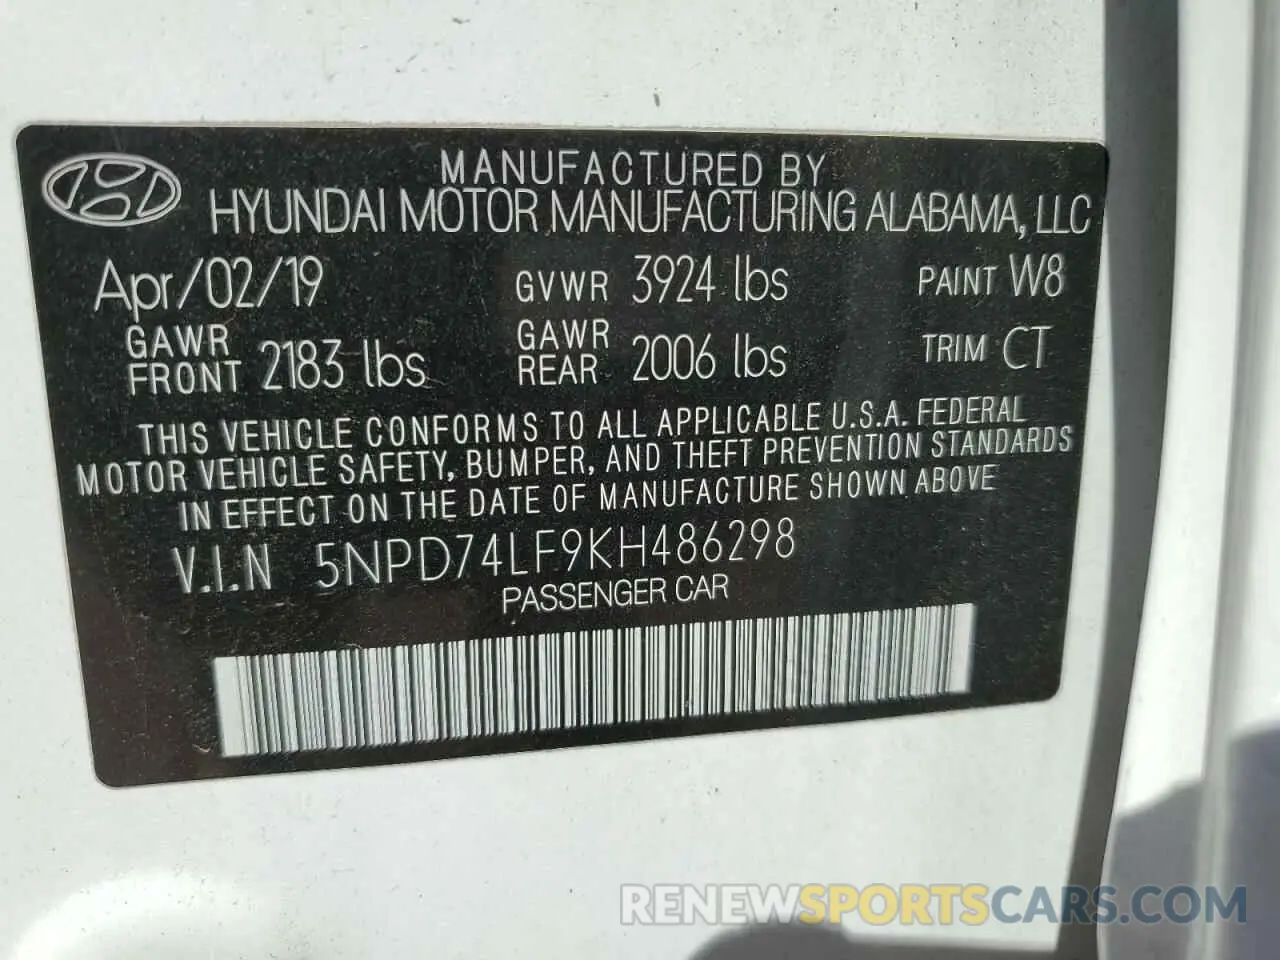 MANUFACTURED BY
HYUNDAI MOTOR MANUFACTURING ALABAMA, LLC
Apr/02/19 GVWR 3924 lbs PAINT W8
GAWR FRONT 2183 lbs GAWR REAR 2006 lbs TRIM CT
THIS VEHICLE CONFORMS TO ALL APPLICABLE U.S.A. FEDERAL
MOTOR VEHICLE SAFETY, BUMPER, AND THEFT PREVENTION STANDARDS
IN EFFECT ON THE DATE OF MANUFACTURE SHOWN ABOVE
V.I.N 5NPD74LF9KH486298
PASSENGER CAR
RENEWSPORTSCARS.COM